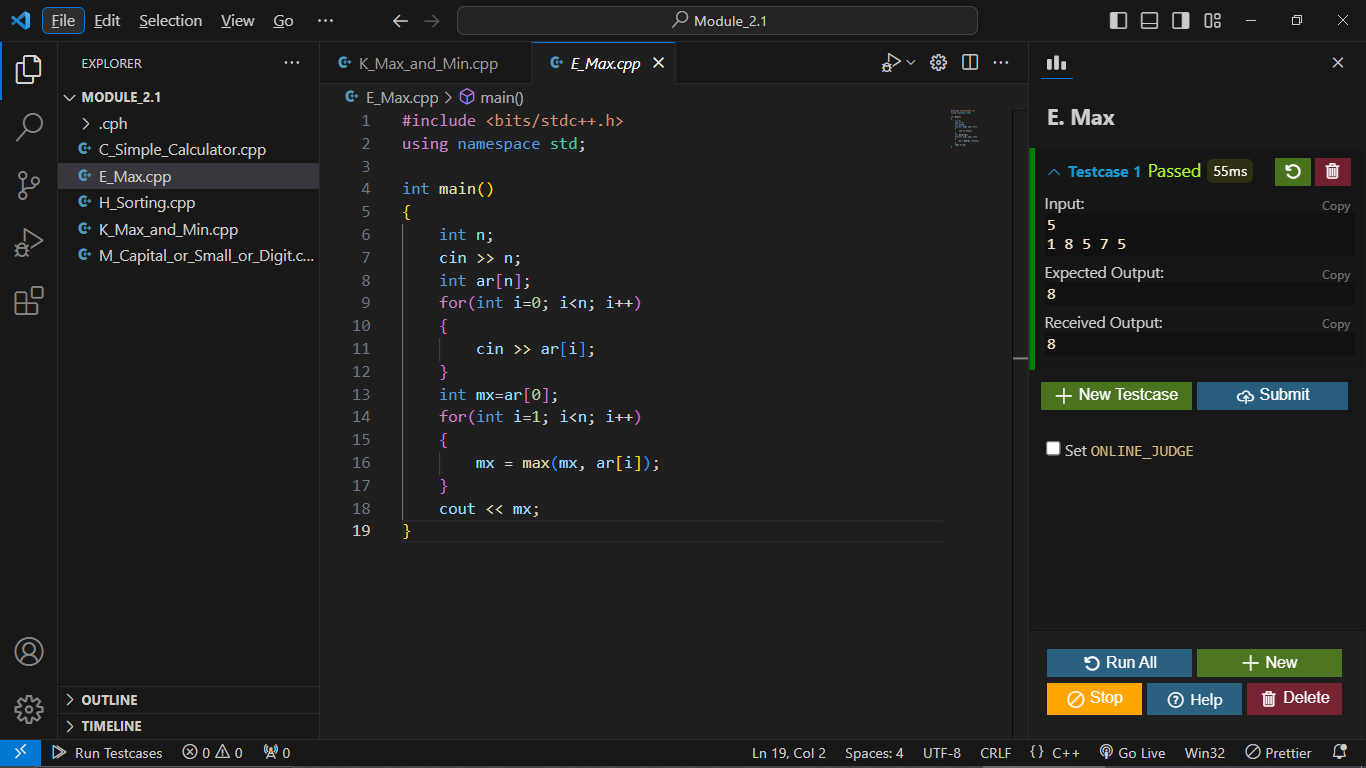 File Edit Selection View Go ··· Module_2.1
EXPLORER ···
MODULE_2.1
.cph
C_Simple_Calculator.cpp
E_Max.cpp
H_Sorting.cpp
K_Max_and_Min.cpp
M_Capital_or_Small_or_Digit.c...
OUTLINE
TIMELINE
K_Max_and_Min.cpp E_Max.cpp
E_Max.cpp > main()
1 #include <bits/stdc++.h>
2 using namespace std;
3
4 int main()
5 {
6 int n;
7 cin >> n;
8 int ar[n];
9 for(int i=0; i<n; i++)
10 {
11 cin >> ar[i];
12 }
13 int mx=ar[0];
14 for(int i=1; i<n; i++)
15 {
16 mx = max(mx, ar[i]);
17 }
18 cout << mx;
19 }
E. Max
Testcase 1 Passed 55ms
Input: Copy
5
1 8 5 7 5
Expected Output: Copy
8
Received Output: Copy
8
New Testcase Submit
Set ONLINE_JUDGE
Run All New
Stop Help Delete
Run Testcases 0 0 0 Ln 19, Col 2 Spaces: 4 UTF-8 CRLF {} C++ Go Live Win32 Prettier